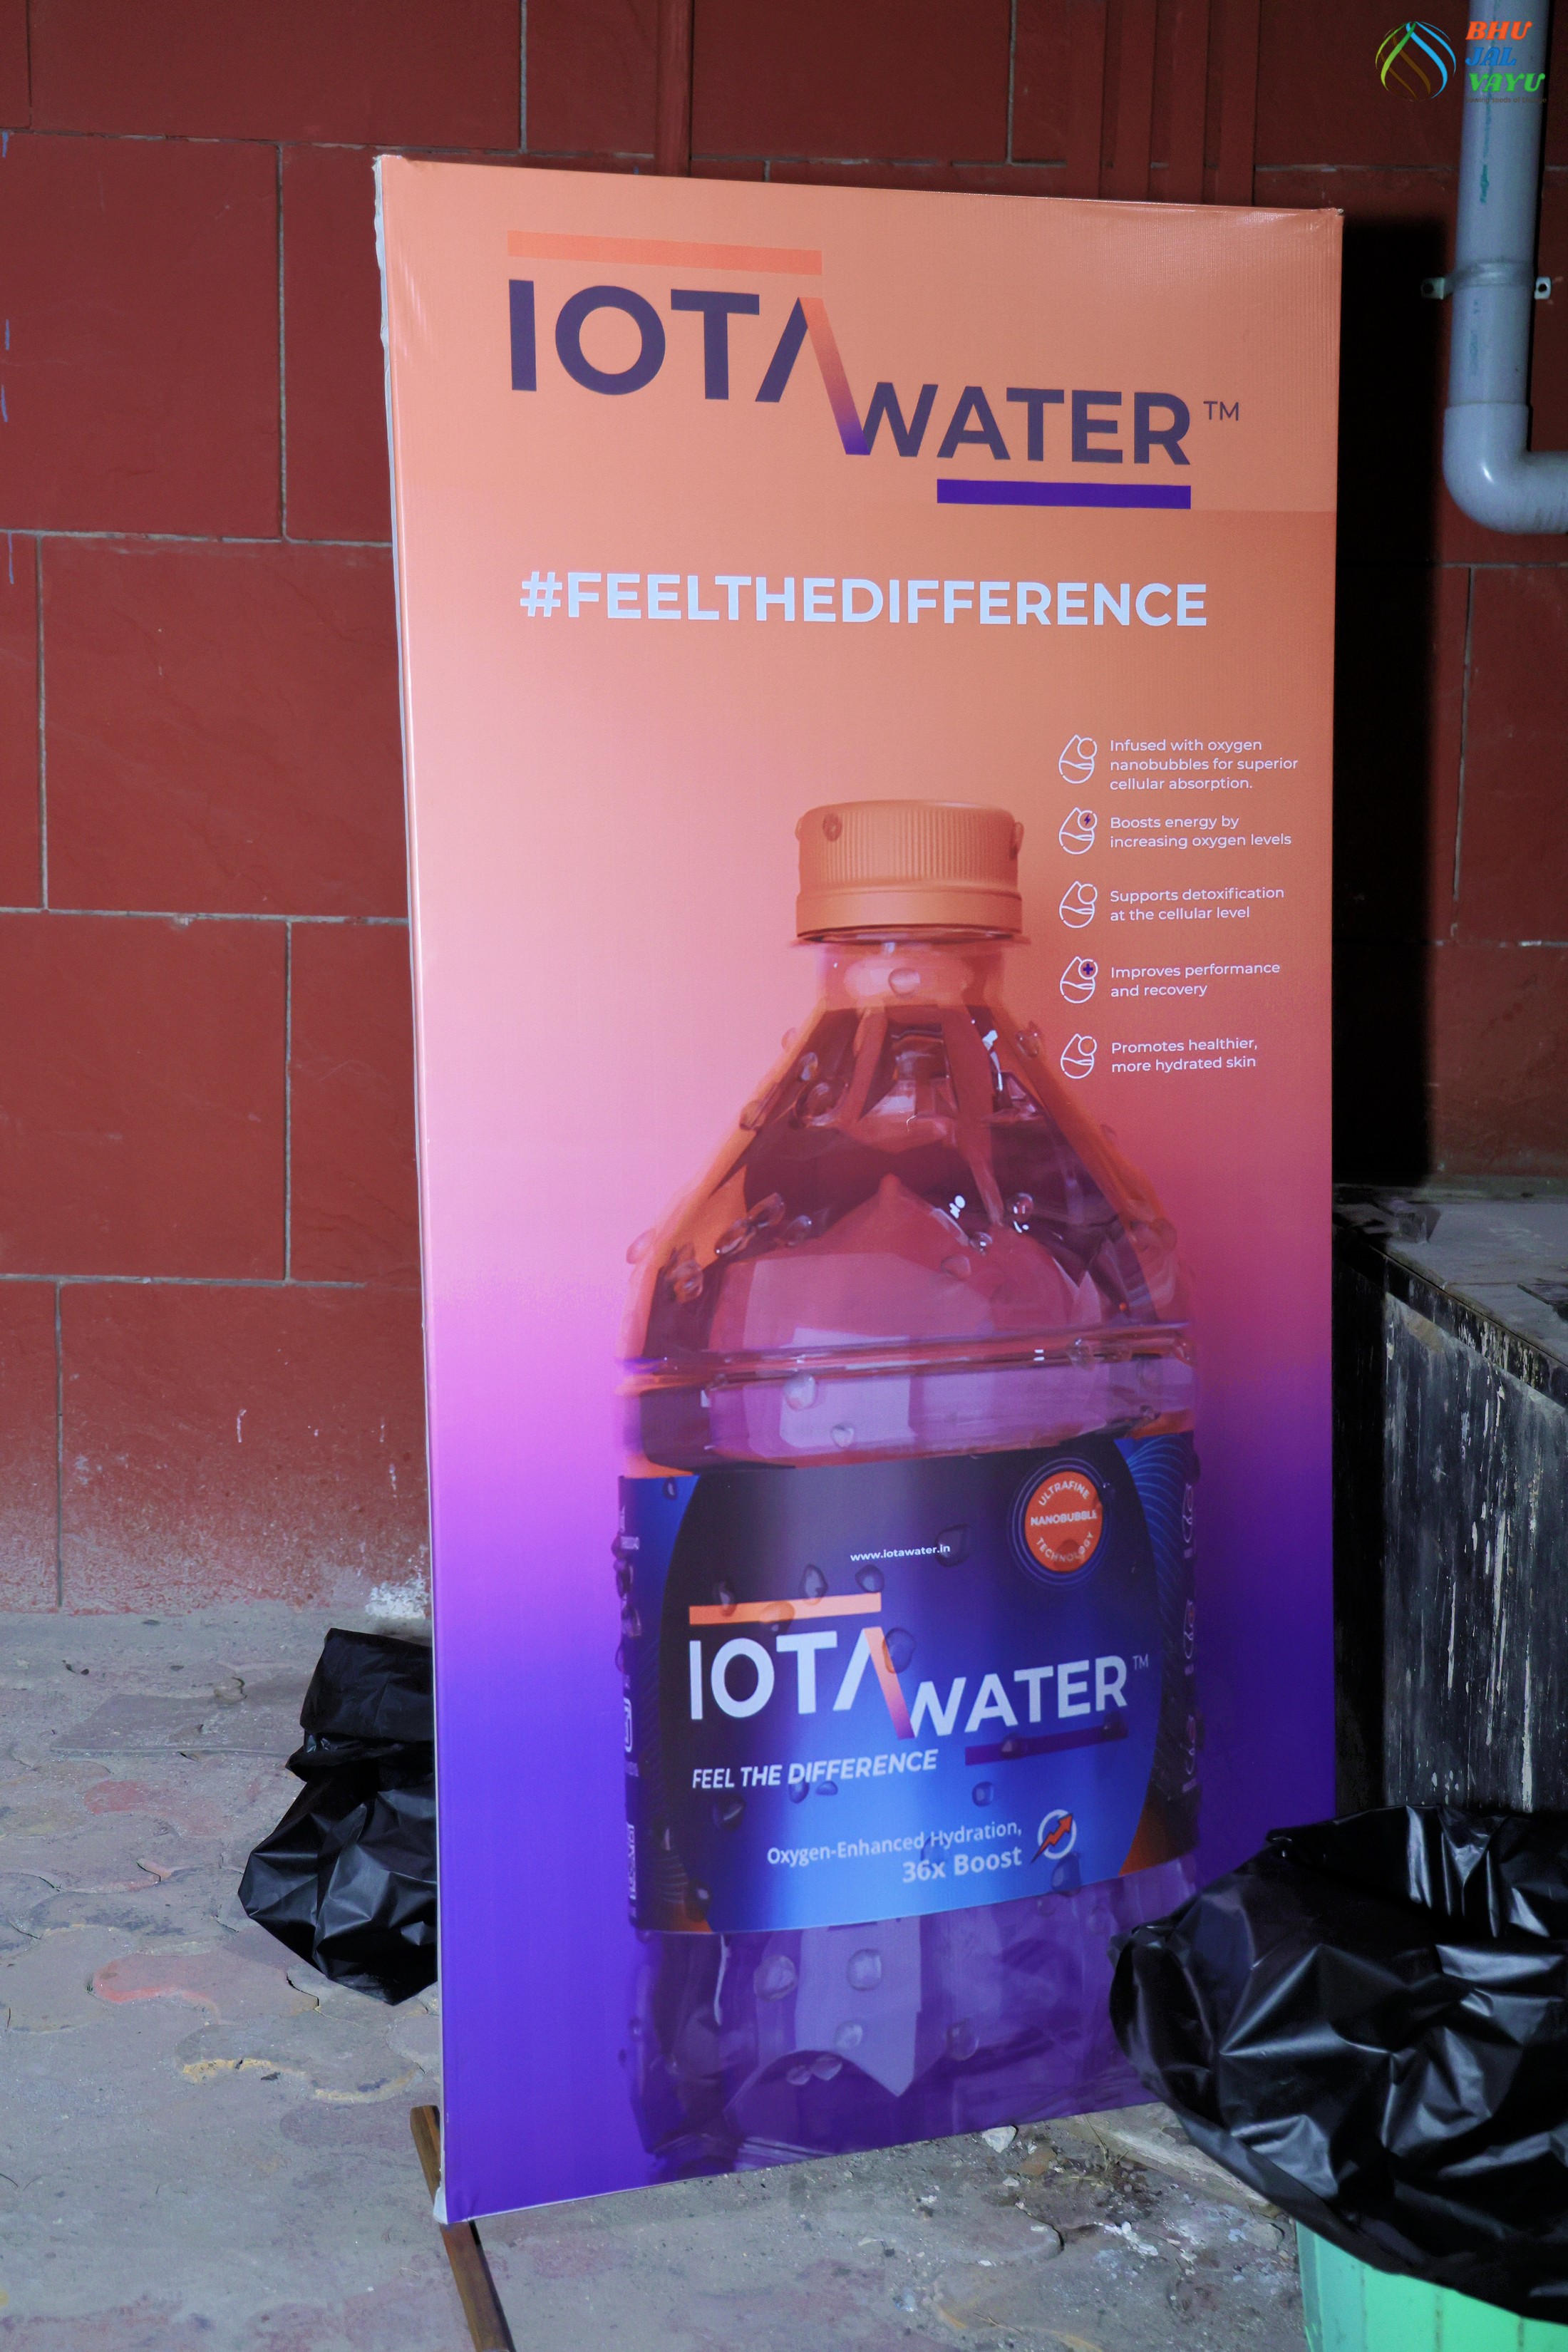 BHU
JAL
VAYU
IOTA WATER™
#FEELTHEDIFFERENCE
Infused with oxygen
nanobubbles for superior
cellular absorption.
Boosts energy by
increasing oxygen levels
Supports detoxification
at the cellular level
Improves performance
and recovery
Promotes healthier,
more hydrated skin
ULTRAFINE
NANOBUBBLE
TECHNOLOGY
www.iotawater.in
IOTA WATER™
FEEL THE DIFFERENCE
Oxygen-Enhanced Hydration,
36x Boost